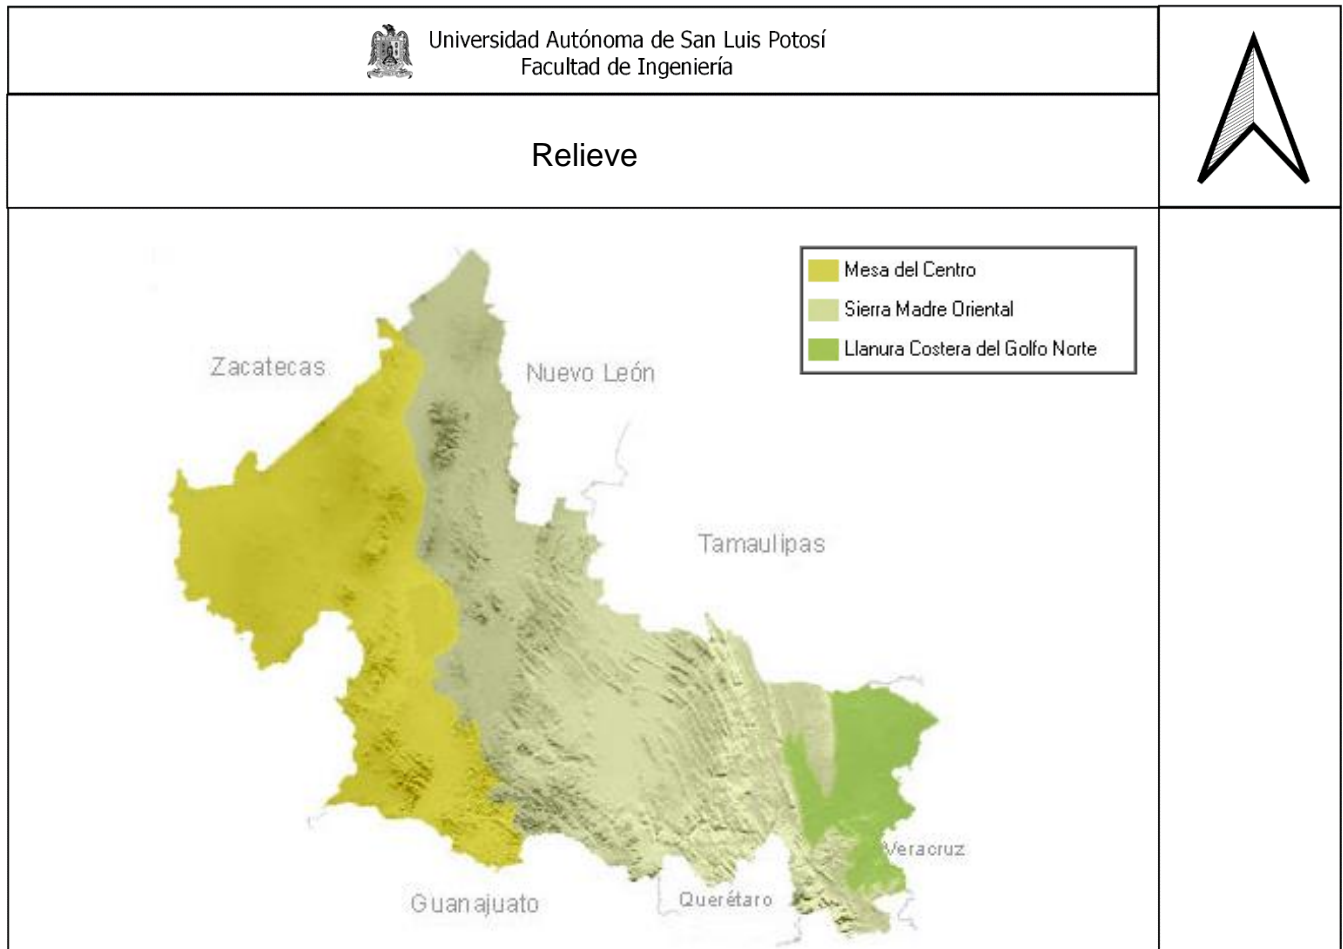 Universidad Autónoma de San Luis Potosí
Facultad de Ingeniería
Relieve
Mesa del Centro
Sierra Madre Oriental
Llanura Costera del Golfo Norte
Zacatecas
Nuevo León
Tamaulipas
Veracruz
Querétaro
Guanajuato